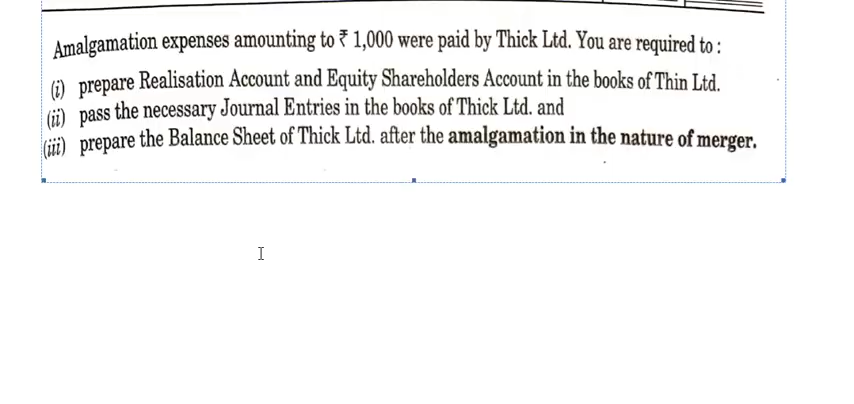 Amalgamation expenses amounting to ₹ 1,000 were paid by Thick Ltd. You are required to :
(i) prepare Realisation Account and Equity Shareholders Account in the books of Thin Ltd.
(ii) pass the necessary Journal Entries in the books of Thick Ltd. and
(iii) prepare the Balance Sheet of Thick Ltd. after the amalgamation in the nature of merger.